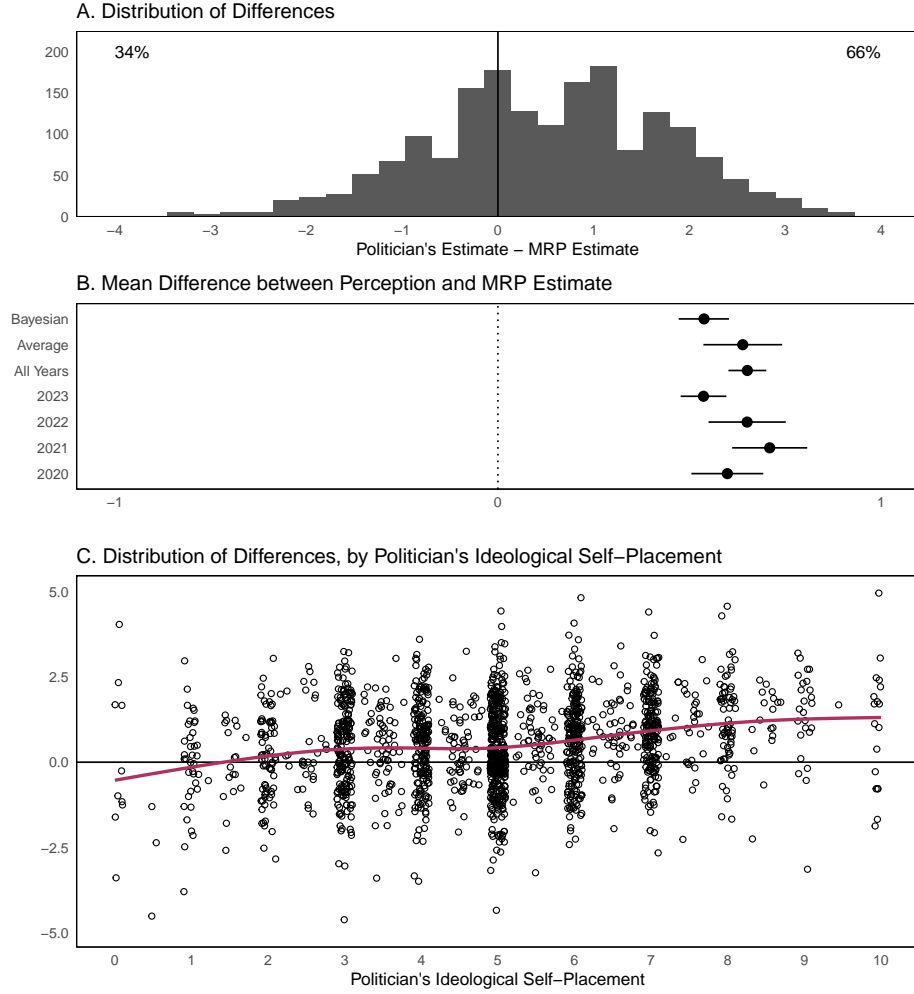 A. Distribution of Differences
34%
66%
200
150
100
50
0
−4 −3 −2 −1 0 1 2 3 4
Politician's Estimate − MRP Estimate
B. Mean Difference between Perception and MRP Estimate
Bayesian
Average
All Years
2023
2022
2021
2020
−1 0 1
C. Distribution of Differences, by Politician's Ideological Self−Placement
5.0
2.5
0.0
−2.5
−5.0
0 1 2 3 4 5 6 7 8 9 10
Politician's Ideological Self−Placement